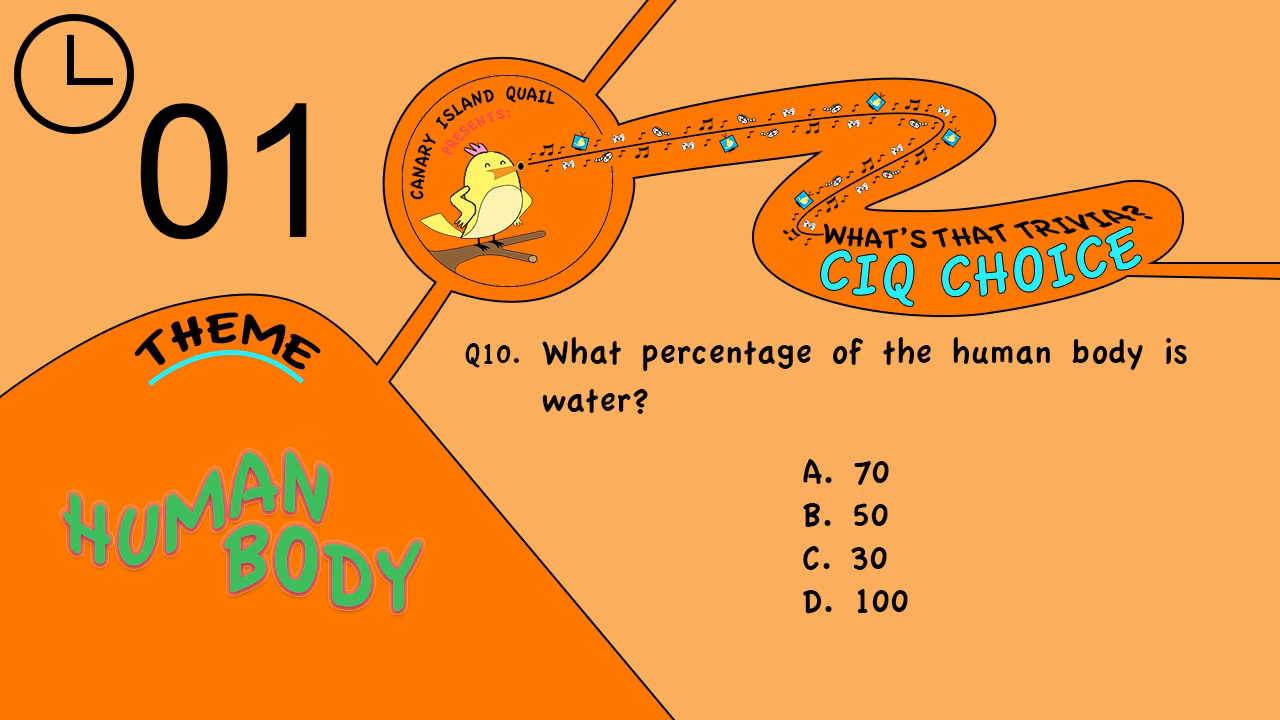 01
CANARY ISLAND QUAIL
PRESENTS:
WHAT'S THAT TRIVIA?
CIQ CHOICE
THEME
HUMAN
BODY
Q10. What percentage of the human body is
water?
A. 70
B. 50
C. 30
D. 100